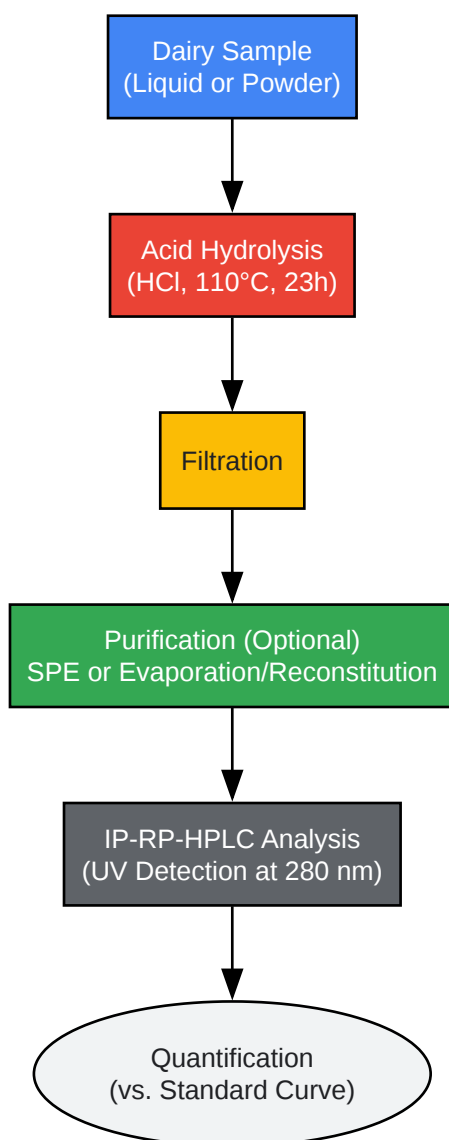 Dairy Sample
(Liquid or Powder)
Acid Hydrolysis
(HCl, 110°C, 23h)
Filtration
Purification (Optional)
SPE or Evaporation/Reconstitution
IP-RP-HPLC Analysis
(UV Detection at 280 nm)
Quantification
(vs. Standard Curve)